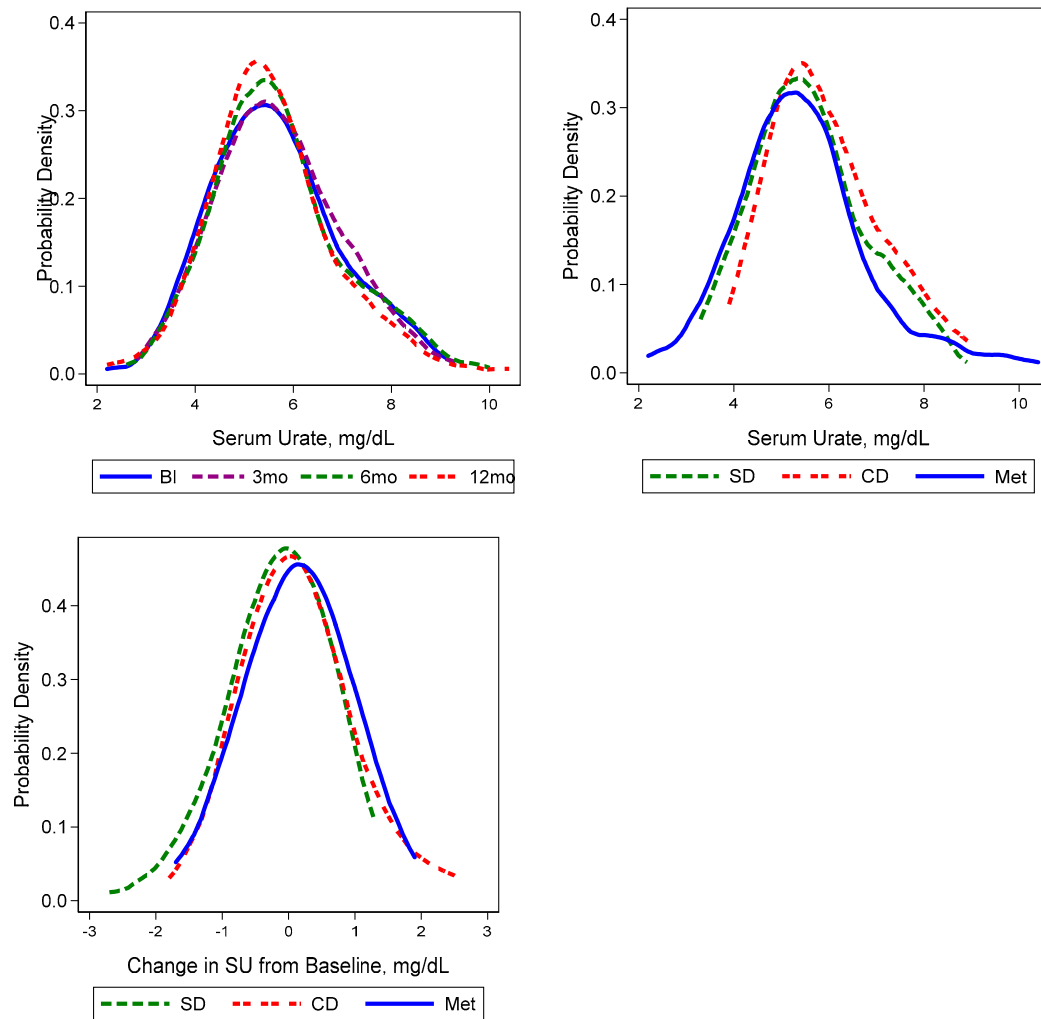 0.4
0.3
0.2
0.1
0.0
Probability Density
2 4 6 8 10
Serum Urate, mg/dL
Bl 3mo 6mo 12mo
0.4
0.3
0.2
0.1
0.0
Probability Density
4 6 8 10
Serum Urate, mg/dL
SD CD Met
0.4
0.3
0.2
0.1
0.0
Probability Density
-3 -2 -1 0 1 2 3
Change in SU from Baseline, mg/dL
SD CD Met